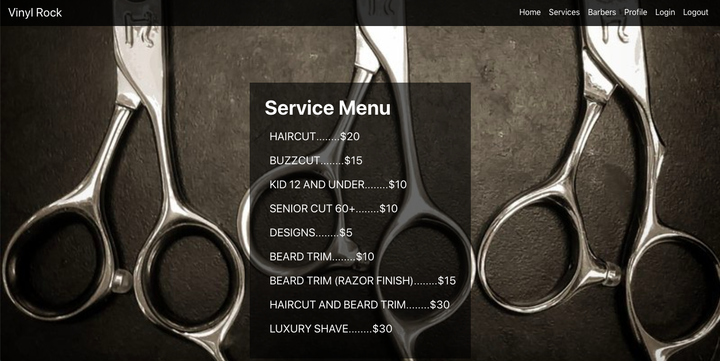 Vinyl Rock
Home Services Barbers Profile Login Logout
Service Menu
HAIRCUT........$20
BUZZCUT........$15
KID 12 AND UNDER........$10
SENIOR CUT 60+........$10
DESIGNS........$5
BEARD TRIM........$10
BEARD TRIM (RAZOR FINISH)........$15
HAIRCUT AND BEARD TRIM........$30
LUXURY SHAVE........$30